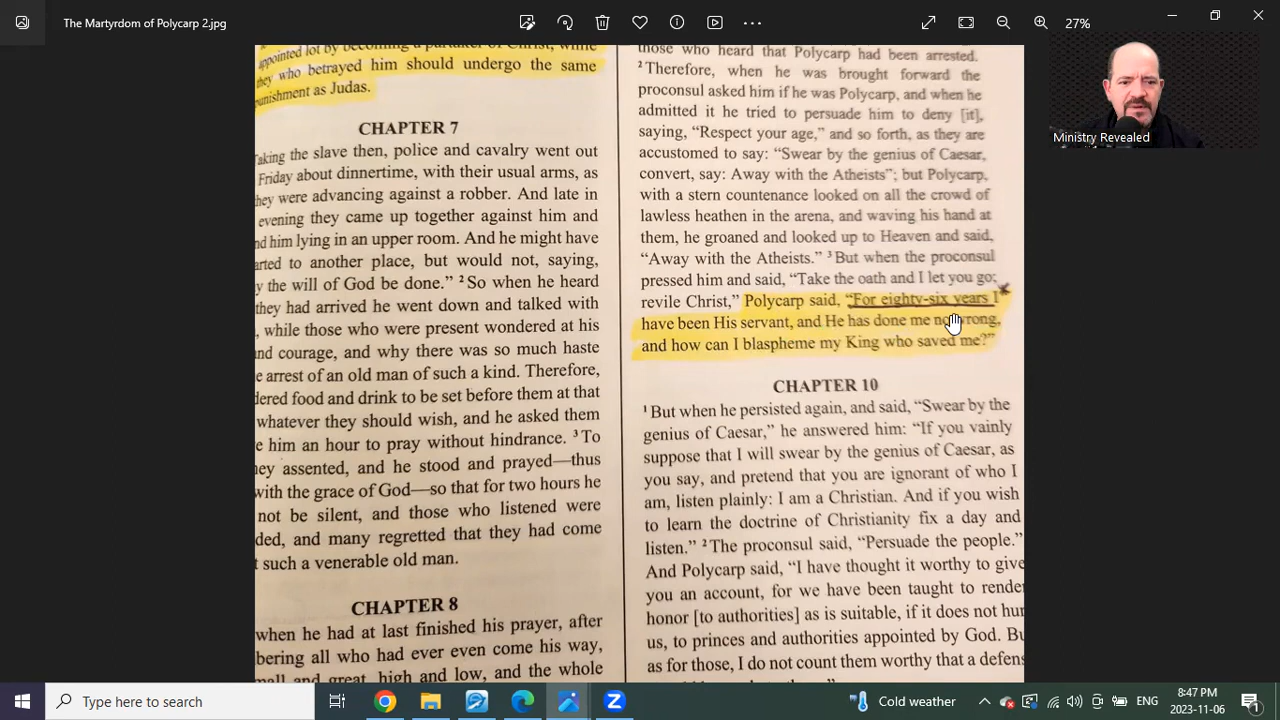 The Martyrdom of Polycarp 2.jpg
27%
Ministry Revealed
appointed lot by becoming a partaker of Christ, while
they who betrayed him should undergo the same
punishment as Judas.
CHAPTER 7
Taking the slave then, police and cavalry went out
Friday about dinnertime, with their usual arms, as
they were advancing against a robber. And late in
evening they came up together against him and
nd him lying in an upper room. And he might have
arted to another place, but would not, saying,
y the will of God be done.” ² So when he heard
they had arrived he went down and talked with
, while those who were present wondered at his
and courage, and why there was so much haste
e arrest of an old man of such a kind. Therefore,
dered food and drink to be set before them at that
whatever they should wish, and he asked them
e him an hour to pray without hindrance. ³ To
hey assented, and he stood and prayed—thus
with the grace of God—so that for two hours he
not be silent, and those who listened were
ded, and many regretted that they had come
t such a venerable old man.
CHAPTER 8
when he had at last finished his prayer, after
bering all who had ever even come his way,
mall and great, high and low, and the whole
those who heard that Polycarp had been arrested.
² Therefore, when he was brought forward the
proconsul asked him if he was Polycarp, and when he
admitted it he tried to persuade him to deny [it],
saying, “Respect your age,” and so forth, as they are
accustomed to say: “Swear by the genius of Caesar,
convert, say: Away with the Atheists”; but Polycarp,
with a stern countenance looked on all the crowd of
lawless heathen in the arena, and waving his hand at
them, he groaned and looked up to Heaven and said,
“Away with the Atheists.” ³ But when the proconsul
pressed him and said, “Take the oath and I let you go;
revile Christ,” Polycarp said, “For eighty-six years I
have been His servant, and He has done me no wrong,
and how can I blaspheme my King who saved me?”
CHAPTER 10
¹ But when he persisted again, and said, “Swear by the
genius of Caesar,” he answered him: “If you vainly
suppose that I will swear by the genius of Caesar, as
you say, and pretend that you are ignorant of who I
am, listen plainly: I am a Christian. And if you wish
to learn the doctrine of Christianity fix a day and
listen.” ² The proconsul said, “Persuade the people.”
And Polycarp said, “I have thought it worthy to give
you an account, for we have been taught to render
honor [to authorities] as is suitable, if it does not hur
us, to princes and authorities appointed by God. Bu
as for those, I do not count them worthy that a defens
Type here to search
Cold weather
ENG
8:47 PM
2023-11-06
1